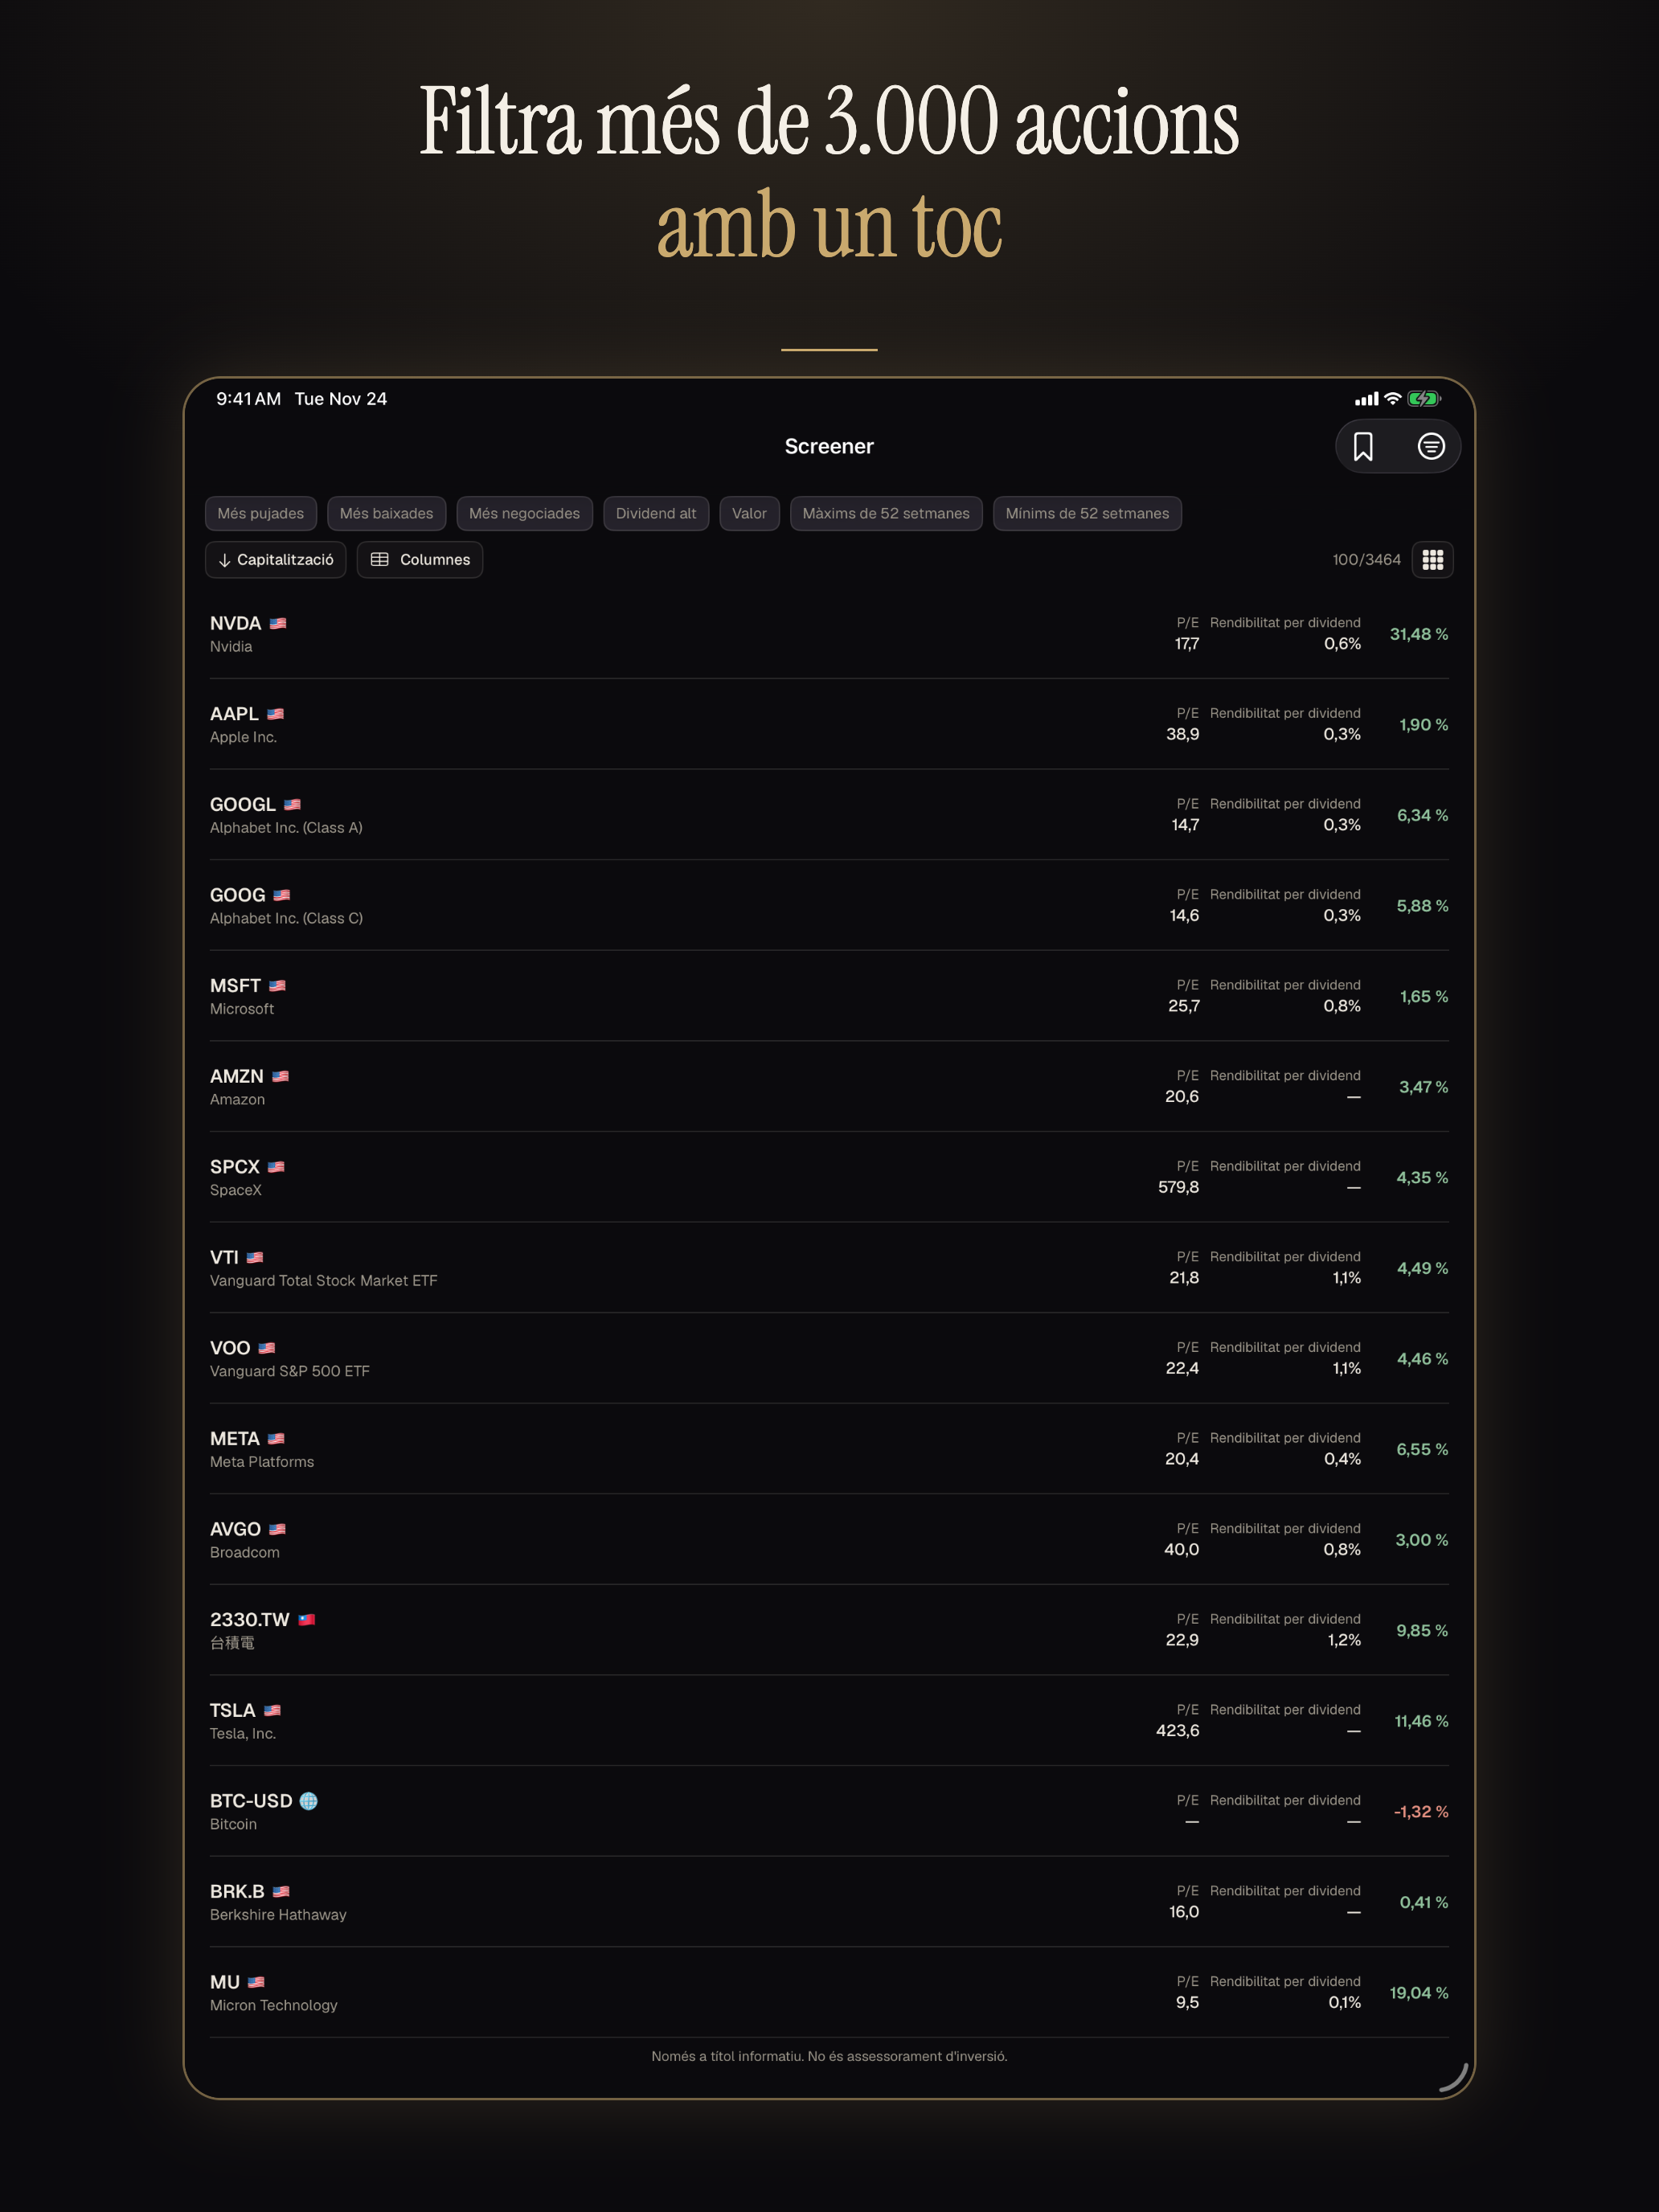 Filtra més de 3.000 accions
amb un toc
9:41 AM Tue Nov 24
Screener
Més pujades Més baixades Més negociades Dividend alt Valor Màxims de 52 setmanes Mínims de 52 setmanes
↓ Capitalització Columnes 100/3464
NVDA P/E Rendibilitat per dividend 31,48 %
Nvidia 17,7 0,6%
AAPL P/E Rendibilitat per dividend 1,90 %
Apple Inc. 38,9 0,3%
GOOGL P/E Rendibilitat per dividend 6,34 %
Alphabet Inc. (Class A) 14,7 0,3%
GOOG P/E Rendibilitat per dividend 5,88 %
Alphabet Inc. (Class C) 14,6 0,3%
MSFT P/E Rendibilitat per dividend 1,65 %
Microsoft 25,7 0,8%
AMZN P/E Rendibilitat per dividend 3,47 %
Amazon 20,6 —
SPCX P/E Rendibilitat per dividend 4,35 %
SpaceX 579,8 —
VTI P/E Rendibilitat per dividend 4,49 %
Vanguard Total Stock Market ETF 21,8 1,1%
VOO P/E Rendibilitat per dividend 4,46 %
Vanguard S&P 500 ETF 22,4 1,1%
META P/E Rendibilitat per dividend 6,55 %
Meta Platforms 20,4 0,4%
AVGO P/E Rendibilitat per dividend 3,00 %
Broadcom 40,0 0,8%
2330.TW P/E Rendibilitat per dividend 9,85 %
台積電 22,9 1,2%
TSLA P/E Rendibilitat per dividend 11,46 %
Tesla, Inc. 423,6 —
BTC-USD P/E Rendibilitat per dividend -1,32 %
Bitcoin — —
BRK.B P/E Rendibilitat per dividend 0,41 %
Berkshire Hathaway 16,0 —
MU P/E Rendibilitat per dividend 19,04 %
Micron Technology 9,5 0,1%
Només a títol informatiu. No és assessorament d'inversió.